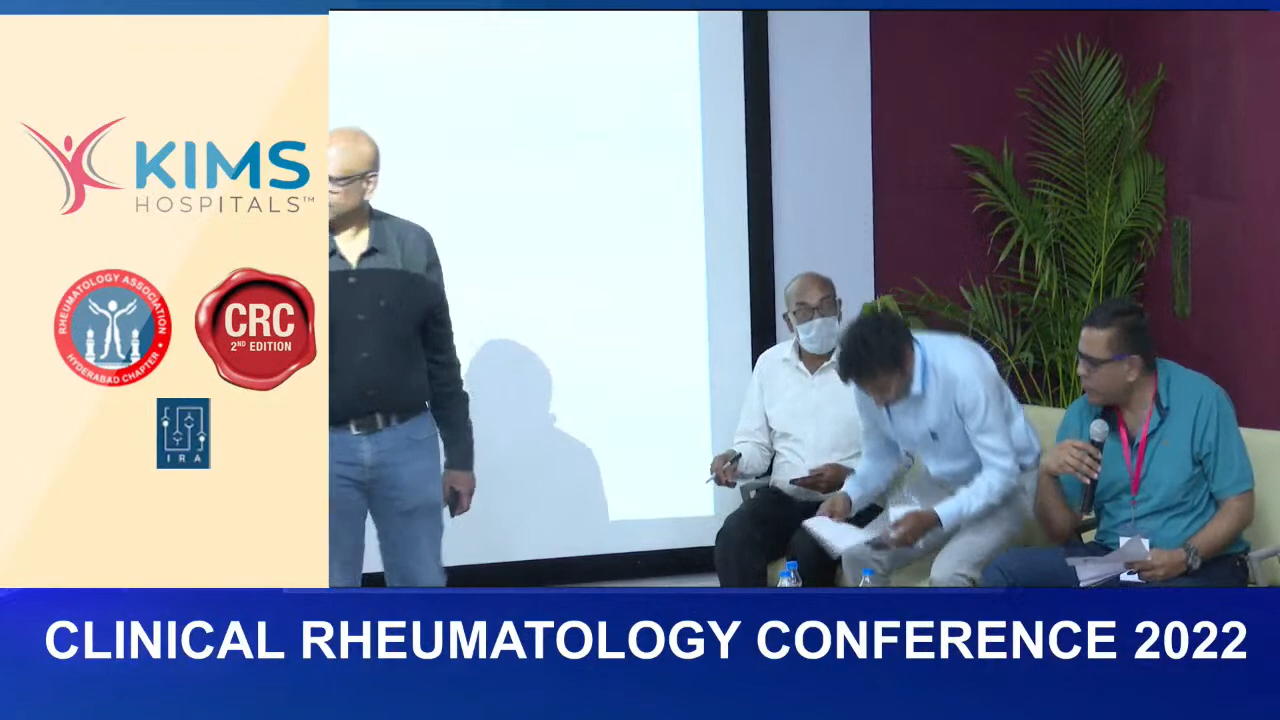 KIMS
HOSPITALS™
RHEUMATOLOGY ASSOCIATION
HYDERABAD CHAPTER
CRC
2ND EDITION
IRA
CLINICAL RHEUMATOLOGY CONFERENCE 2022